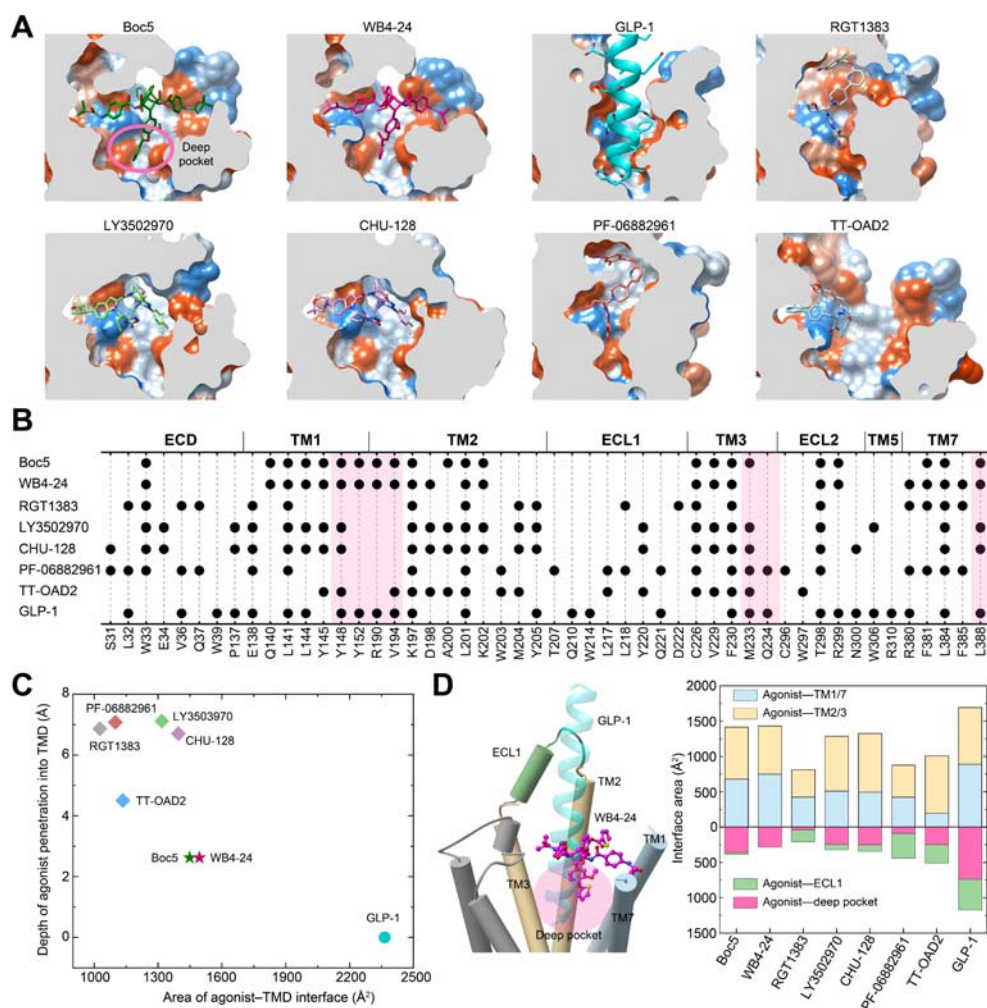 A
Boc5 WB4-24 GLP-1 RGT1383
Deep
pocket
LY3502970 CHU-128 PF-06882961 TT-OAD2
B
ECD TM1 TM2 ECL1 TM3 ECL2 TM5 TM7
Boc5
WB4-24
RGT1383
LY3502970
CHU-128
PF-06882961
TT-OAD2
GLP-1
S31 L32 W33 E34 V36 Q37 W39 P137 E138 Q140 L141 L144 Y145 Y148 Y152 R190 V194 K197 D198 A200 L201 K202 W203 M204 Y205 T207 Q210 W214 L217 L218 Y220 Q221 D222 C226 V229 F230 M233 Q234 C296 W297 T298 R299 N300 W306 R310 R380 F381 L384 F385 L388
C
Depth of agonist penetration into TMD (Å)
8
6
4
2
0
PF-06882961
LY3503970
RGT1383
CHU-128
TT-OAD2
Boc5
WB4-24
GLP-1
1000 1300 1600 1900 2200 2500
Area of agonist–TMD interface (Å²)
D
GLP-1
ECL1
TM2
WB4-24
TM1
TM3
TM7
Deep pocket
Interface area (Å²)
1500
1000
500
0
500
1000
1500
Agonist—TM1/7
Agonist—TM2/3
Agonist—ECL1
Agonist—deep pocket
Boc5 WB4-24 RGT1383 LY3502970 CHU-128 PF-06882961 TT-OAD2 GLP-1